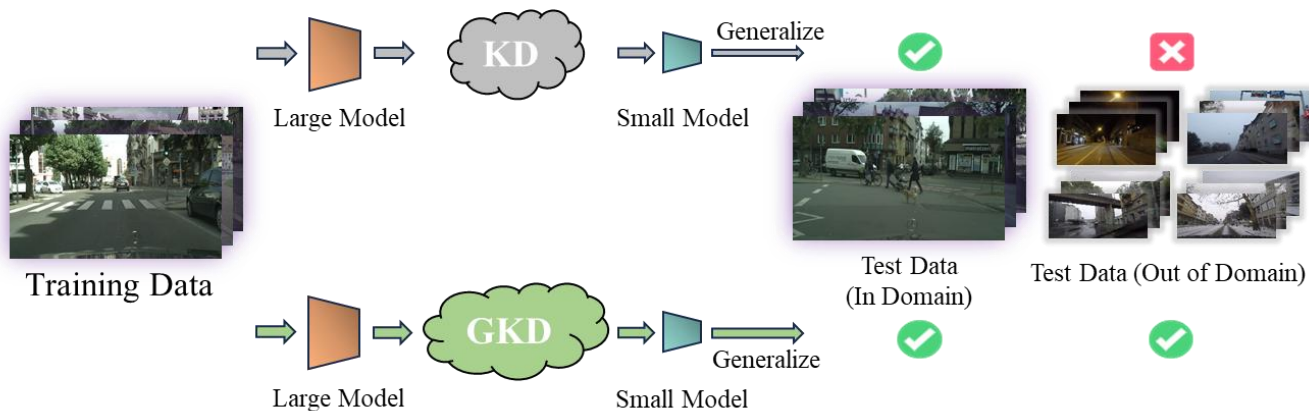 Generalize
KD
Large Model
Small Model
Training Data
Test Data
(In Domain)
Test Data (Out of Domain)
GKD
Generalize
Large Model
Small Model